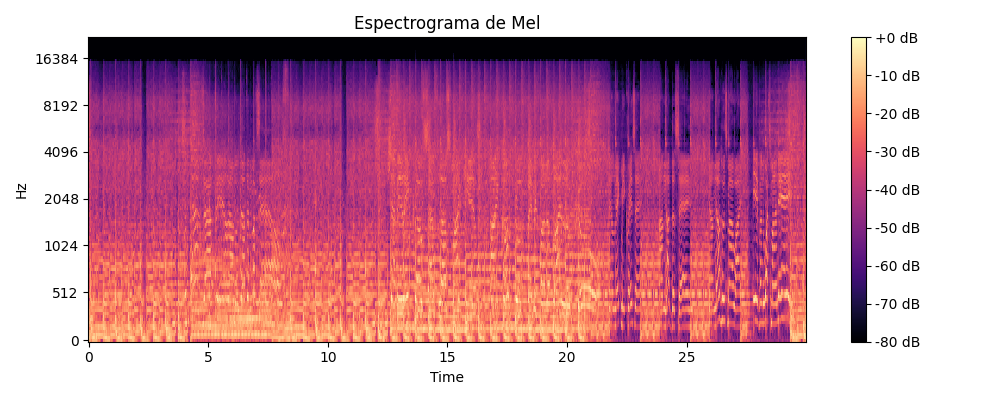 Espectrograma de Mel
Hz
16384
8192
4096
2048
1024
512
0
0 5 10 15 20 25
Time
+0 dB
-10 dB
-20 dB
-30 dB
-40 dB
-50 dB
-60 dB
-70 dB
-80 dB